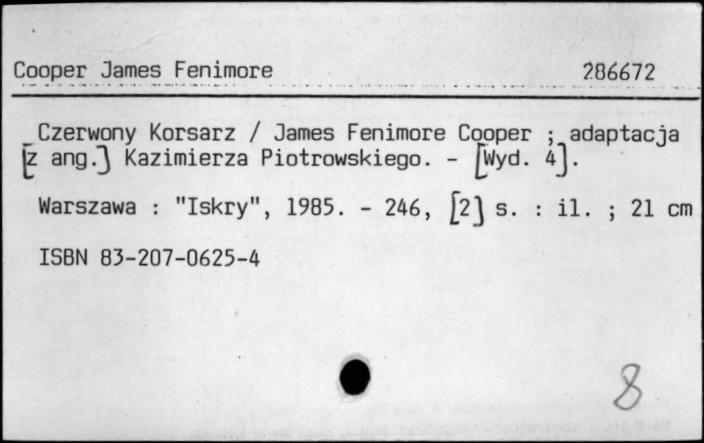 Cooper James Fenimore 286672
Czerwony Korsarz / James Fenimore Cooper ; adaptacja
[z ang.] Kazimierza Piotrowskiego. - [Wyd. 4].
Warszawa : "Iskry", 1985. - 246, [2] s. : il. ; 21 cm
ISBN 83-207-0625-4
8